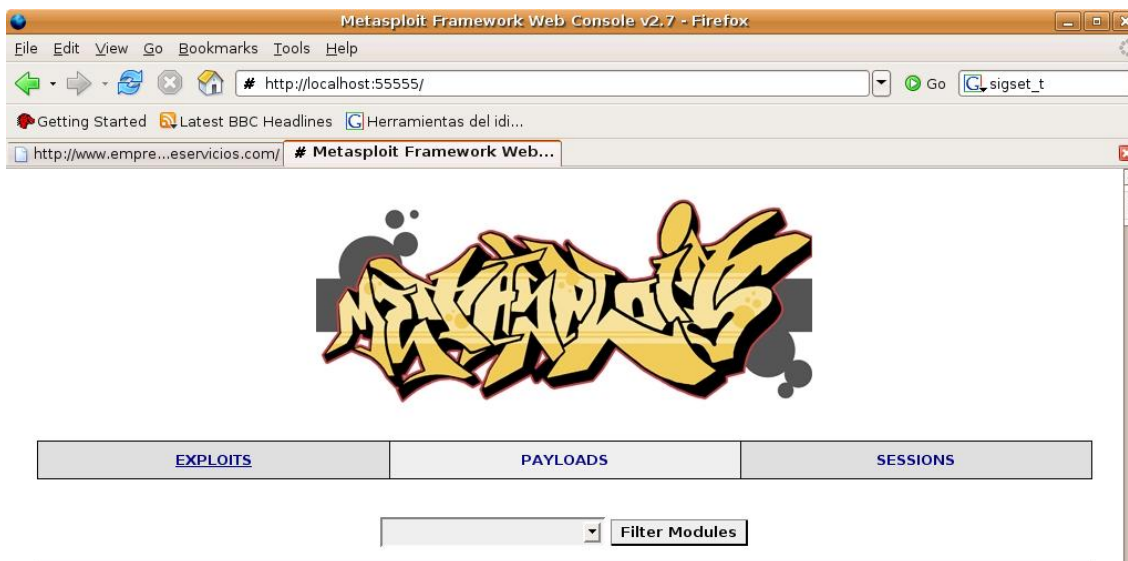 Metasploit Framework Web Console v2.7 - Firefox
File Edit View Go Bookmarks Tools Help
# http://localhost:55555/ Go G sigset_t
Getting Started Latest BBC Headlines G Herramientas del idi...
http://www.empre...eservicios.com/ # Metasploit Framework Web...
METASPLOIT
EXPLOITS PAYLOADS SESSIONS
Filter Modules